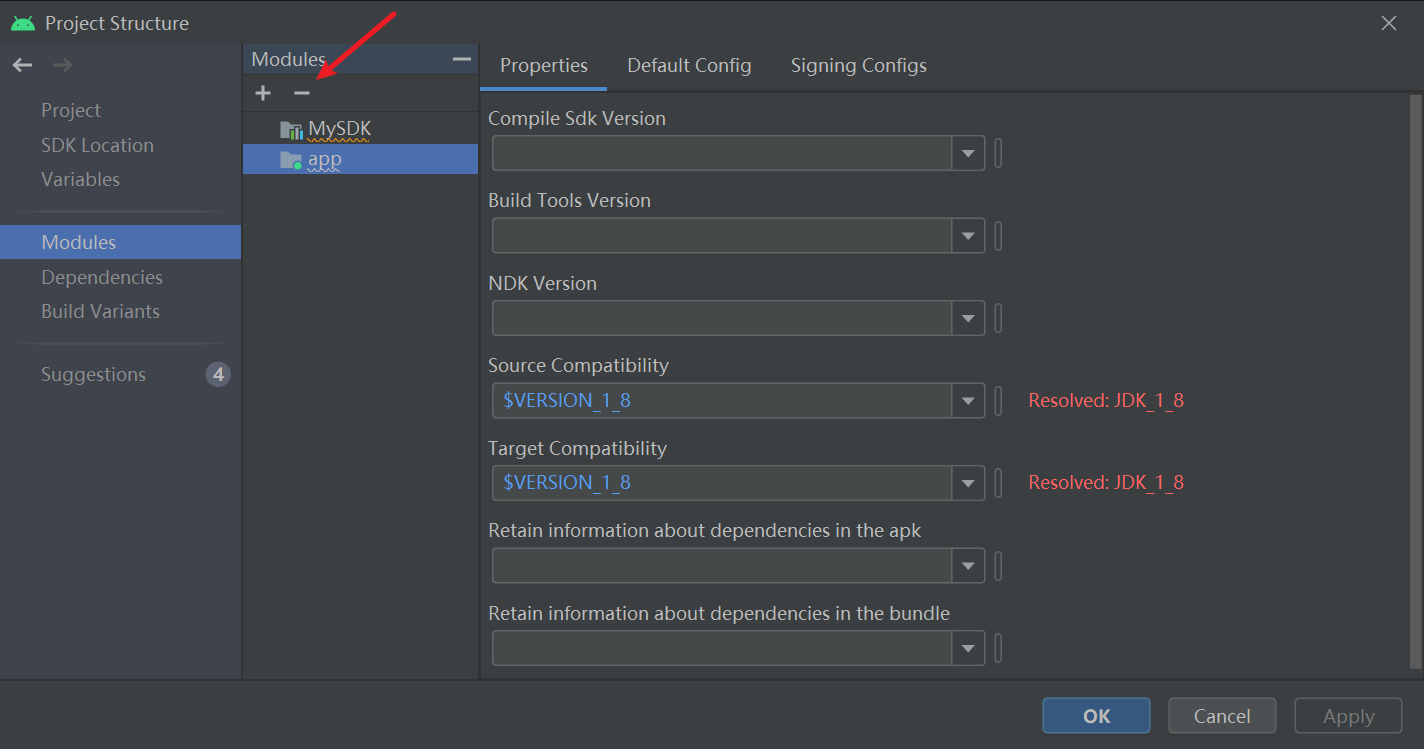 Project Structure
Project
SDK Location
Variables
Modules
Dependencies
Build Variants
Suggestions
4
Modules
MySDK
app
Properties
Default Config
Signing Configs
Compile Sdk Version
Build Tools Version
NDK Version
Source Compatibility
$VERSION_1_8
Resolved: JDK_1_8
Target Compatibility
$VERSION_1_8
Resolved: JDK_1_8
Retain information about dependencies in the apk
Retain information about dependencies in the bundle
OK
Cancel
Apply